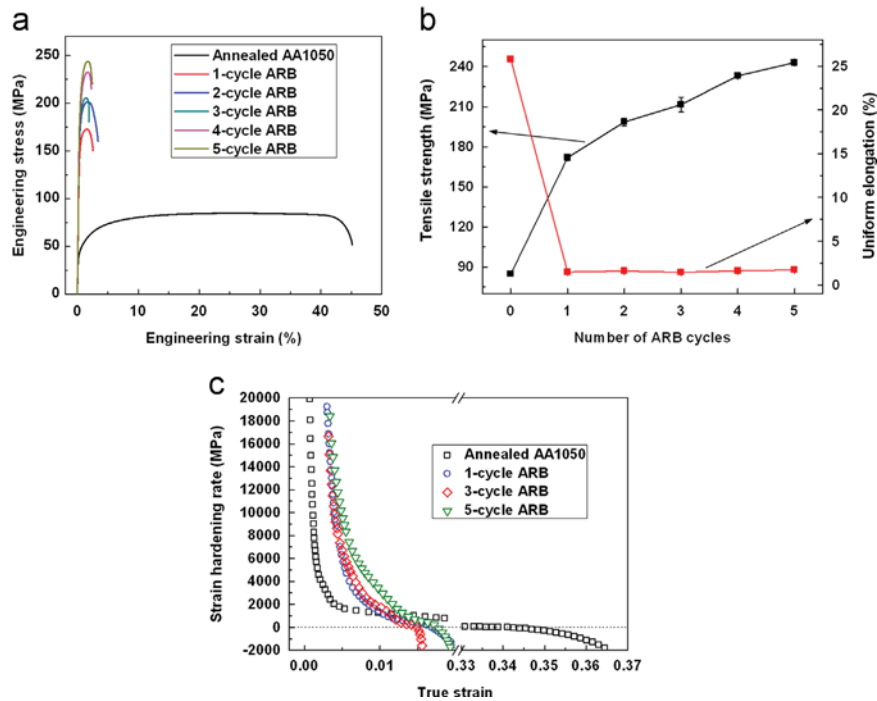 a
Engineering stress (MPa)
250
200
150
100
50
0
0 10 20 30 40 50
Engineering strain (%)
Annealed AA1050
1-cycle ARB
2-cycle ARB
3-cycle ARB
4-cycle ARB
5-cycle ARB
b
Tensile strength (MPa)
240
210
180
150
120
90
25
20
15
10
5
0
Uniform elongation (%)
0 1 2 3 4 5
Number of ARB cycles
c
Strain hardening rate (MPa)
20000
18000
16000
14000
12000
10000
8000
6000
4000
2000
0
-2000
0.00 0.01 0.33 0.34 0.35 0.36 0.37
True strain
Annealed AA1050
1-cycle ARB
3-cycle ARB
5-cycle ARB